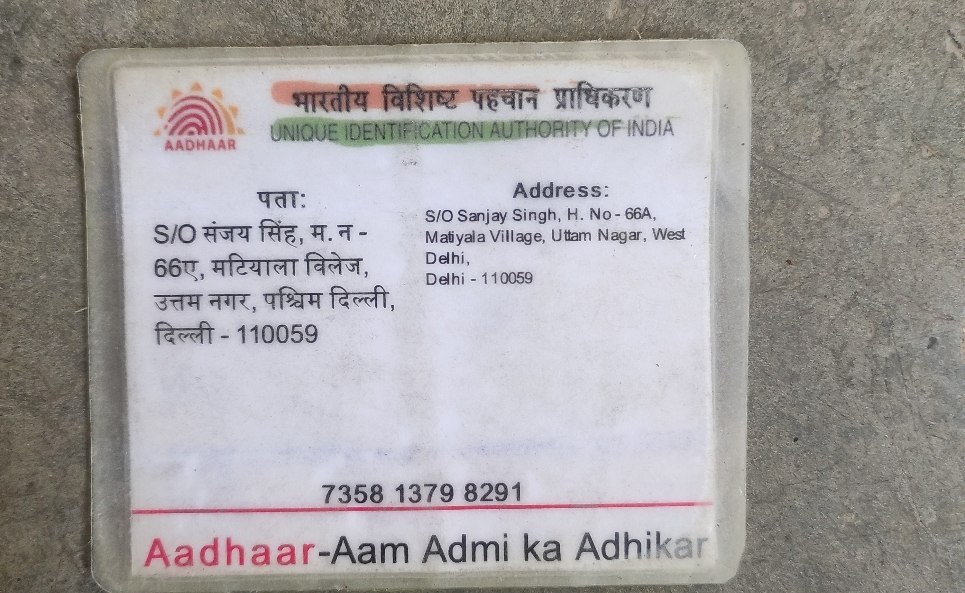 भारतीय विशिष्ट पहचान प्राधिकरण
UNIQUE IDENTIFICATION AUTHORITY OF INDIA
AADHAAR
पता:
S/O संजय सिंह, म. न -
66ए, मटियाला विलेज,
उत्तम नगर, पश्चिम दिल्ली,
दिल्ली - 110059
Address:
S/O Sanjay Singh, H. No - 66A,
Matiyala Village, Uttam Nagar, West
Delhi,
Delhi - 110059
7358 1379 8291
Aadhaar-Aam Admi ka Adhikar